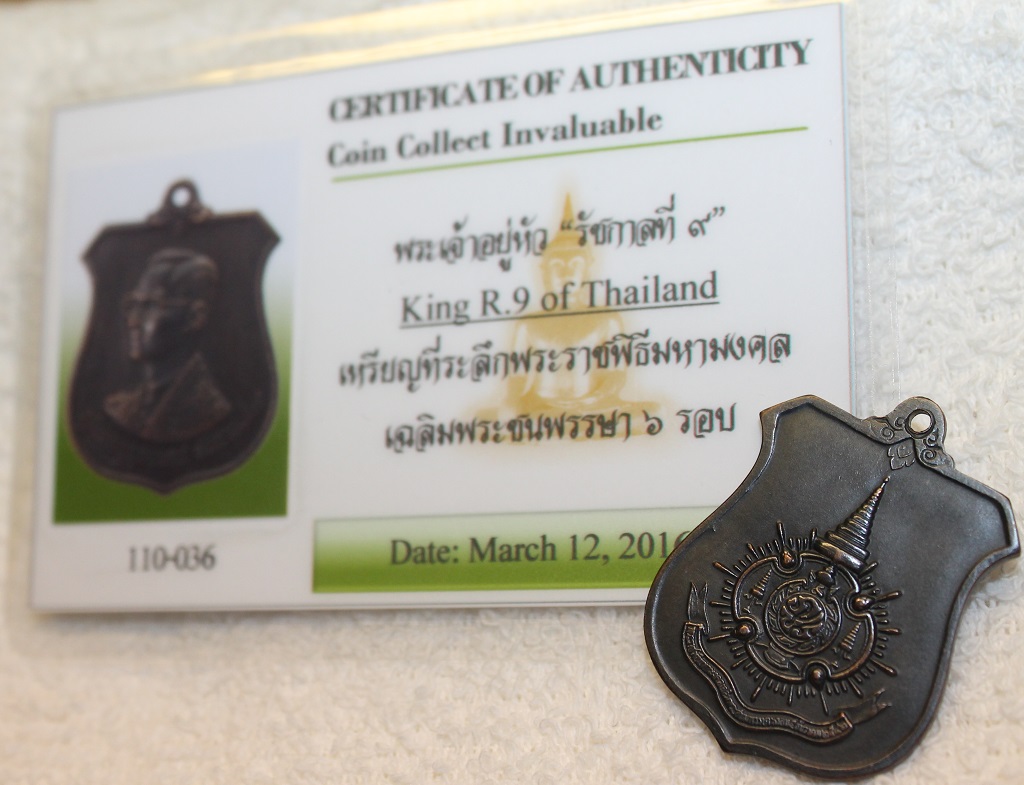 CERTIFICATE OF AUTHENTICITY
Coin Collect Invaluable
พระเจ้าอยู่หัว “รัชกาลที่ ๙”
King R.9 of Thailand
เหรียญที่ระลึกพระราชพิธีมหามงคล
เฉลิมพระชนพรรษา ๖ รอบ
110-036
Date: March 12, 2016